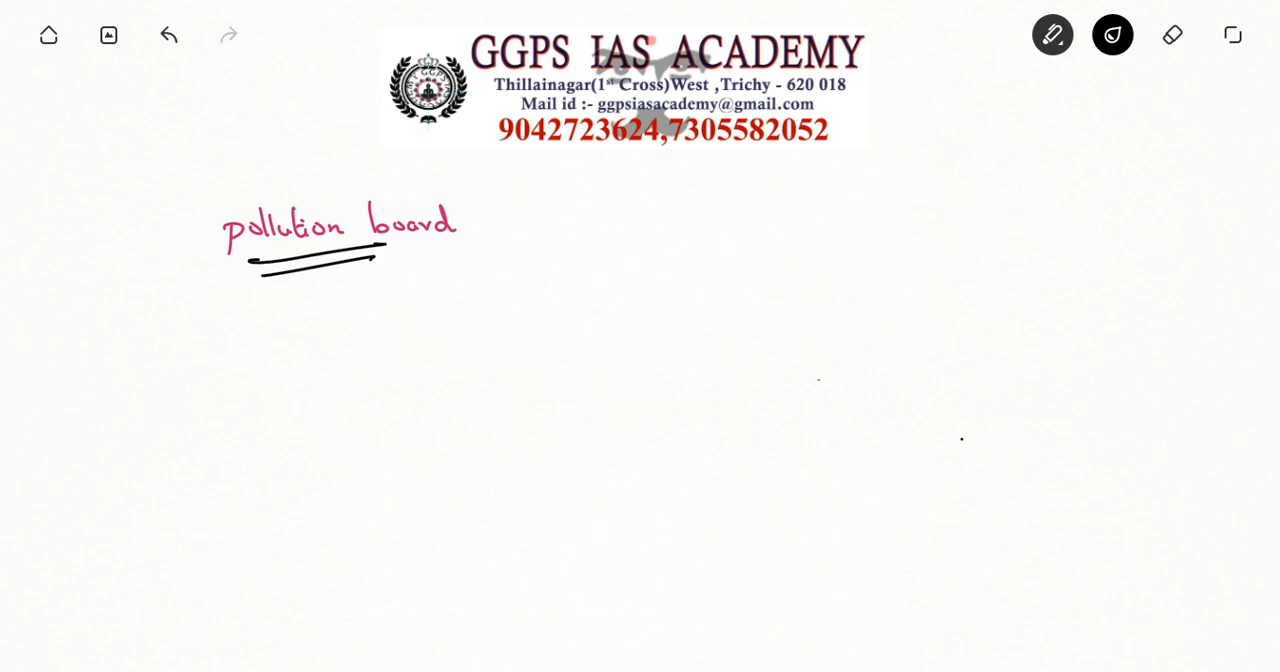 GGPS IAS ACADEMY
Thillainagar(1st Cross)West ,Trichy - 620 018
Mail id :- ggpsiasacademy@gmail.com
9042723624,7305582052
pollution board